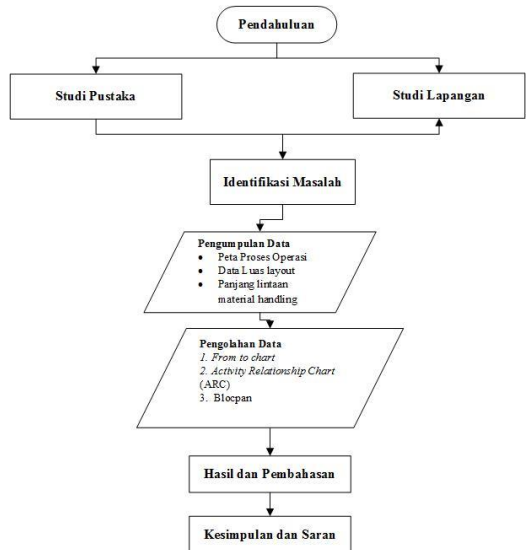 Pendahuluan
Studi Pustaka
Studi Lapangan
Identifikasi Masalah
Pengumpulan Data
• Peta Proses Operasi
• Data Luas layout
• Panjang lintaan
material handling
Pengolahan Data
1. From to chart
2. Activity Relationship Chart
(ARC)
3. Blocpan
Hasil dan Pembahasan
Kesimpulan dan Saran